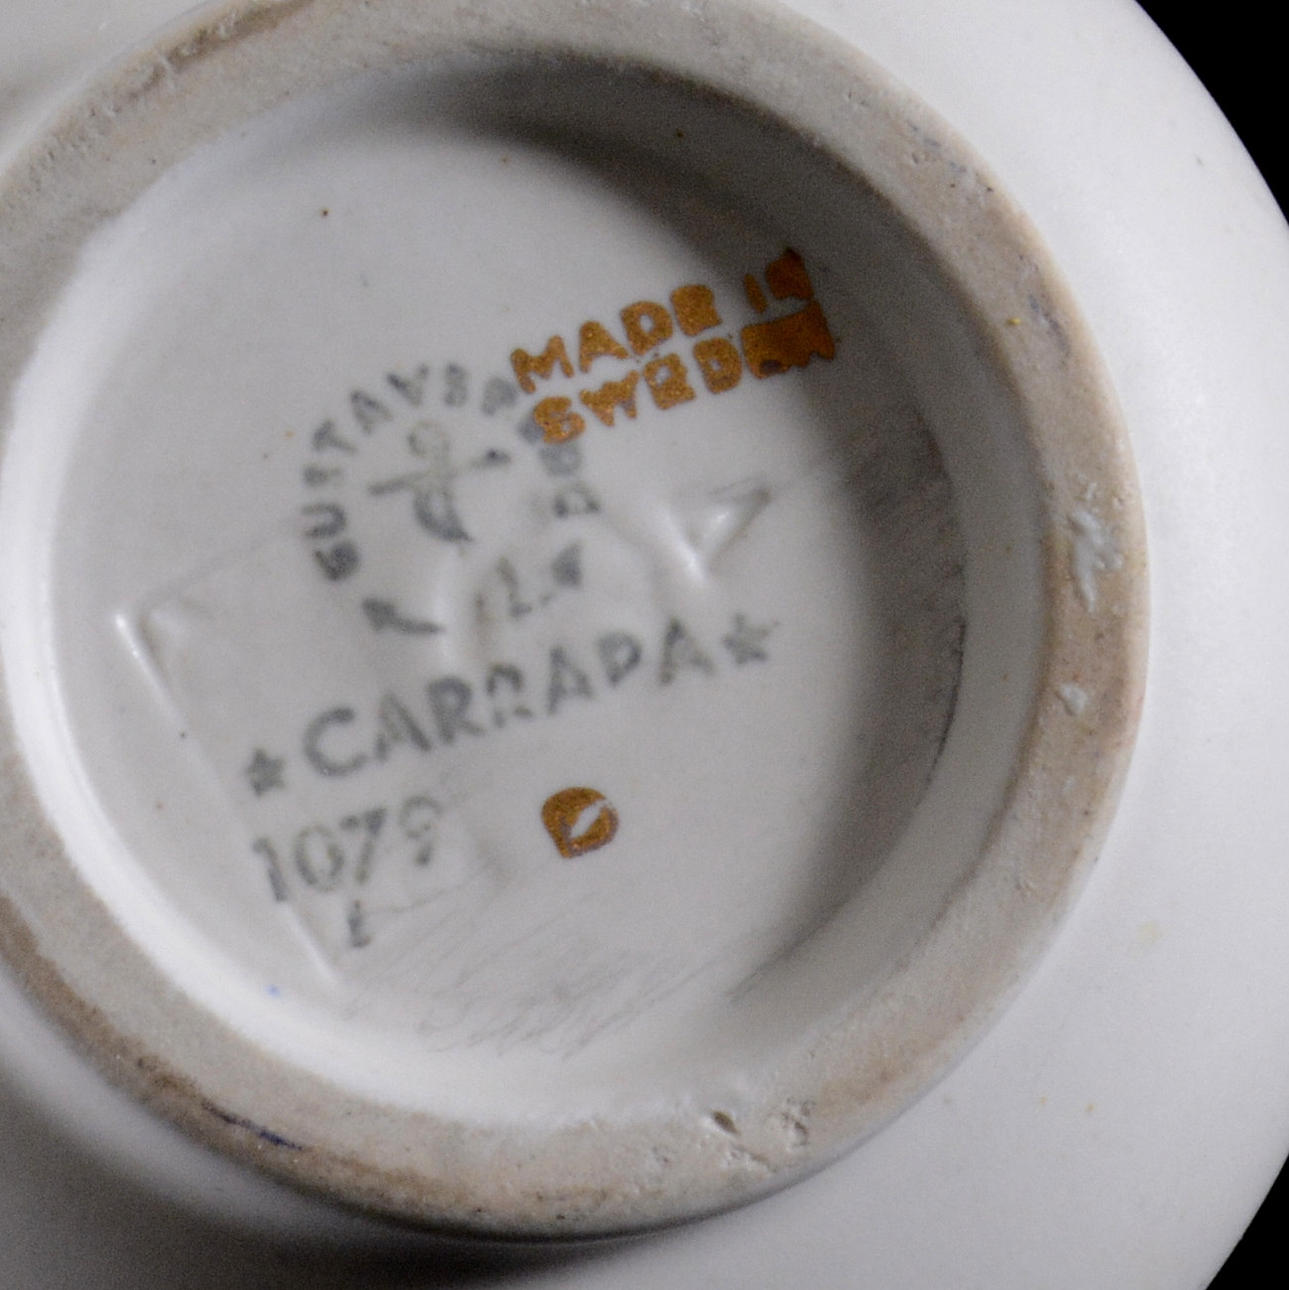 MADE IN
SWEDEN
GUSTAVSBERG
★CARRARA★
1079